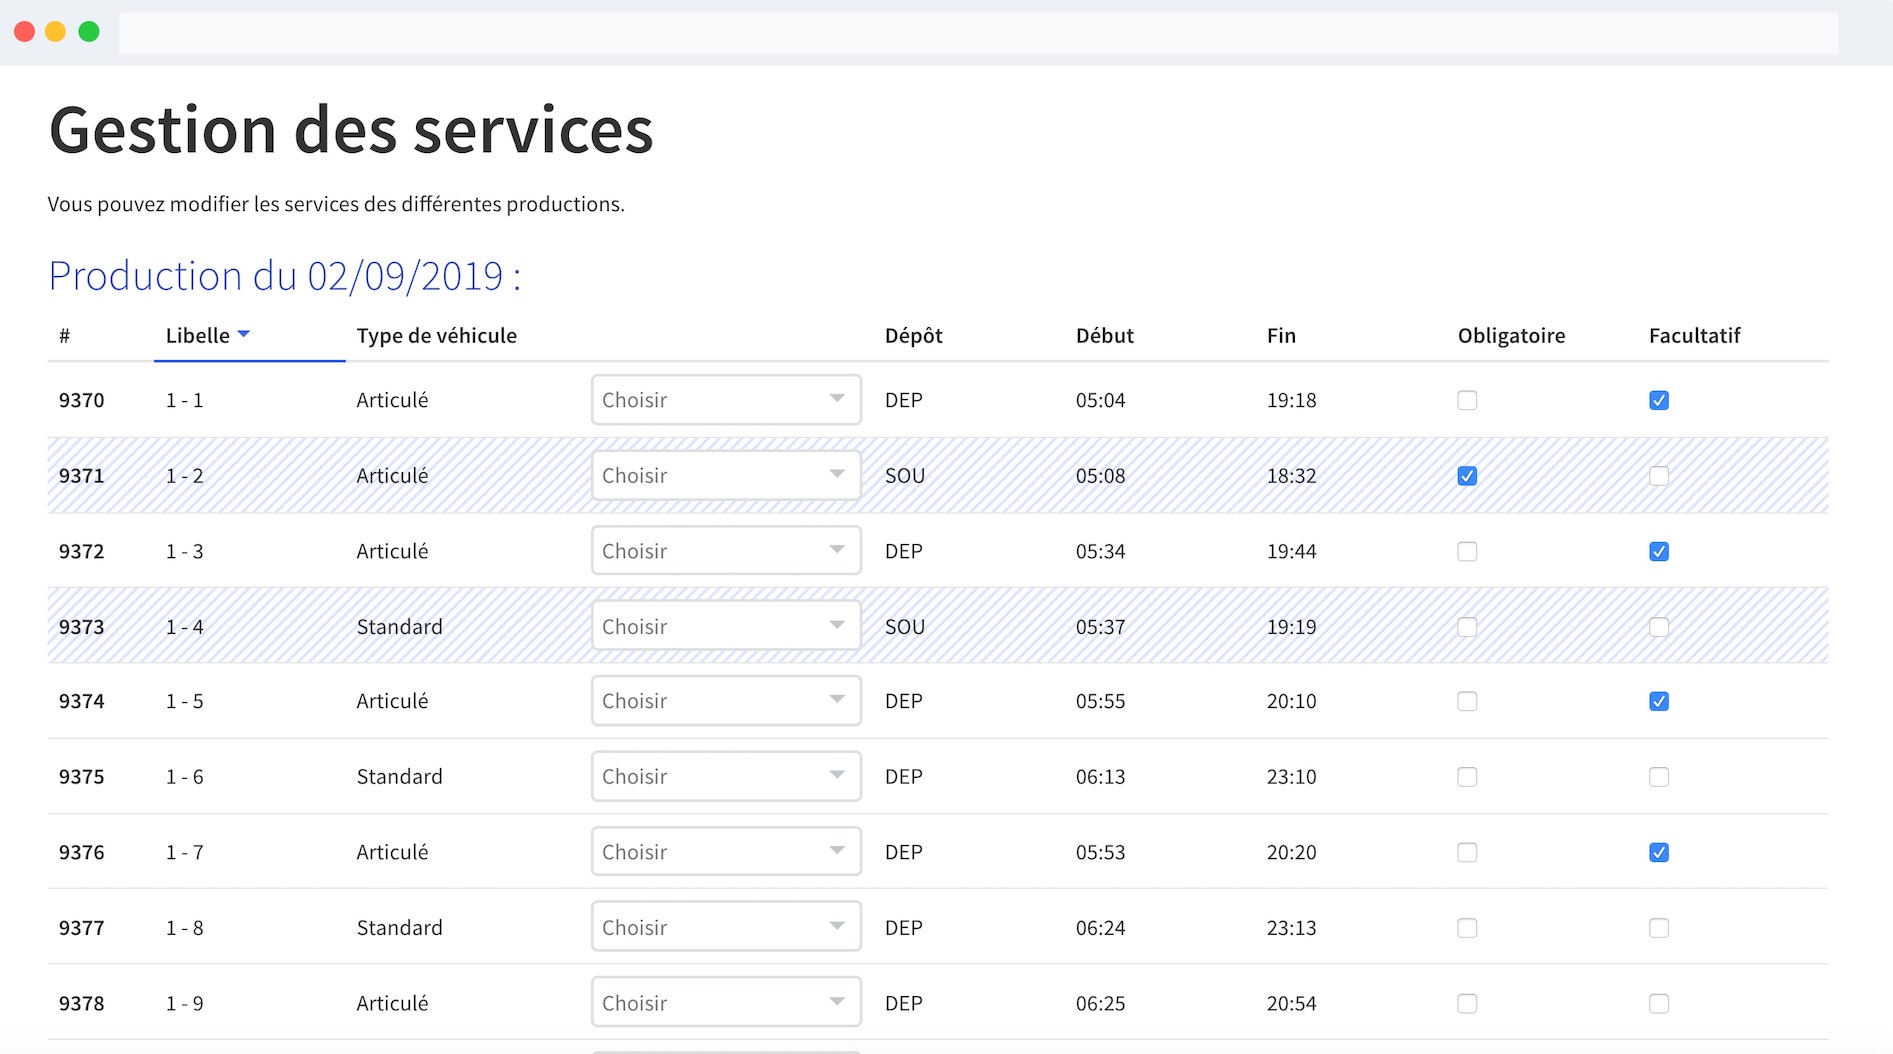 Gestion des services
Vous pouvez modifier les services des différentes productions.
Production du 02/09/2019 :
# Libelle Type de véhicule Dépôt Début Fin Obligatoire Facultatif
9370 1 - 1 Articulé Choisir DEP 05:04 19:18
9371 1 - 2 Articulé Choisir SOU 05:08 18:32
9372 1 - 3 Articulé Choisir DEP 05:34 19:44
9373 1 - 4 Standard Choisir SOU 05:37 19:19
9374 1 - 5 Articulé Choisir DEP 05:55 20:10
9375 1 - 6 Standard Choisir DEP 06:13 23:10
9376 1 - 7 Articulé Choisir DEP 05:53 20:20
9377 1 - 8 Standard Choisir DEP 06:24 23:13
9378 1 - 9 Articulé Choisir DEP 06:25 20:54